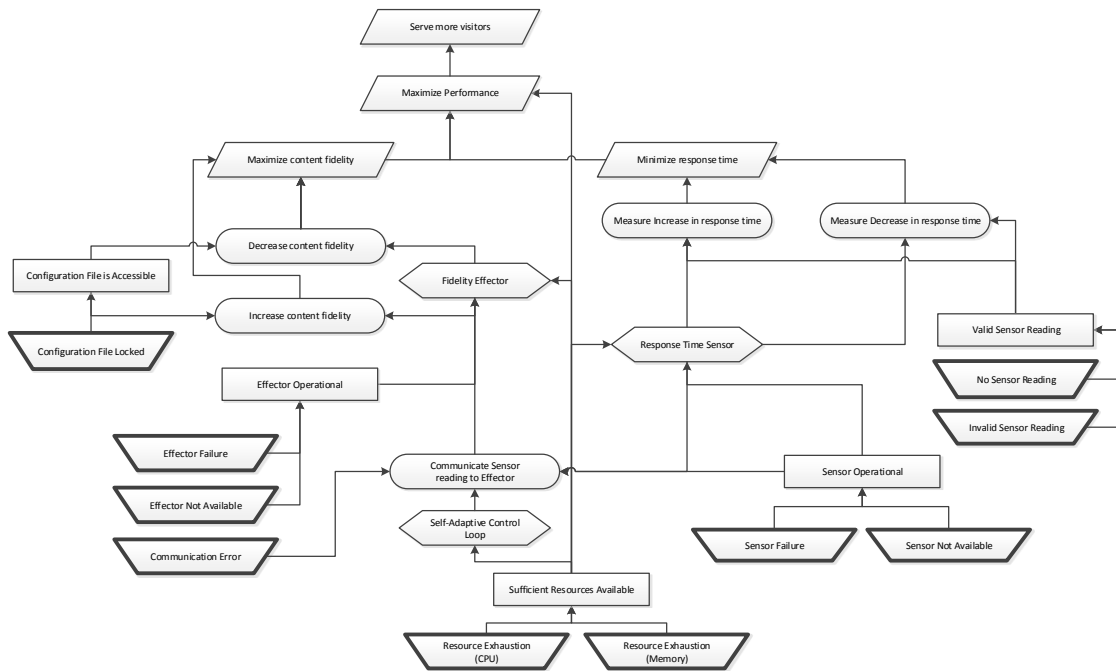 Serve more visitors
Maximize Performance
Maximize content fidelity
Minimize response time
Measure Increase in response time
Measure Decrease in response time
Decrease content fidelity
Configuration File is Accessible
Fidelity Effector
Increase content fidelity
Configuration File Locked
Response Time Sensor
Valid Sensor Reading
No Sensor Reading
Effector Operational
Invalid Sensor Reading
Effector Failure
Communicate Sensor
reading to Effector
Sensor Operational
Effector Not Available
Self-Adaptive Control
Loop
Sensor Failure
Sensor Not Available
Communication Error
Sufficient Resources Available
Resource Exhaustion
(CPU)
Resource Exhaustion
(Memory)